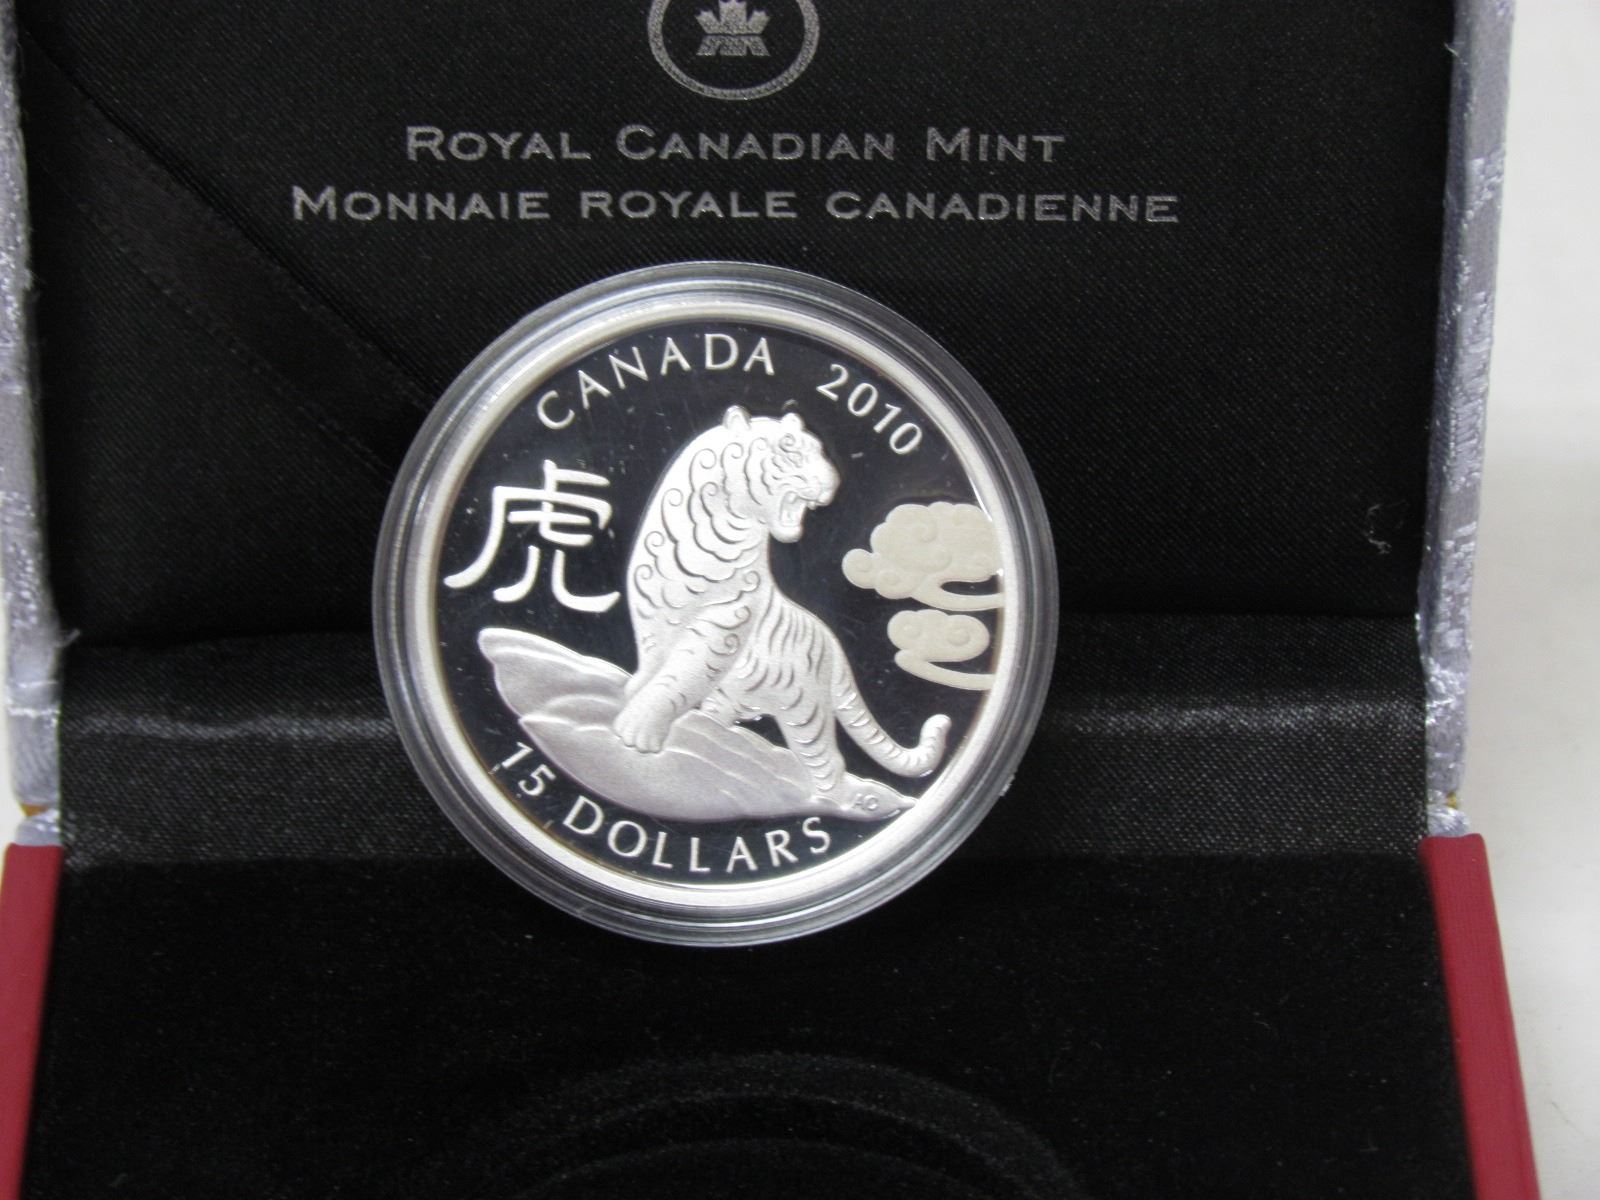 ROYAL CANADIAN MINT
MONNAIE ROYALE CANADIENNE
CANADA 2010
虎
15 DOLLARS